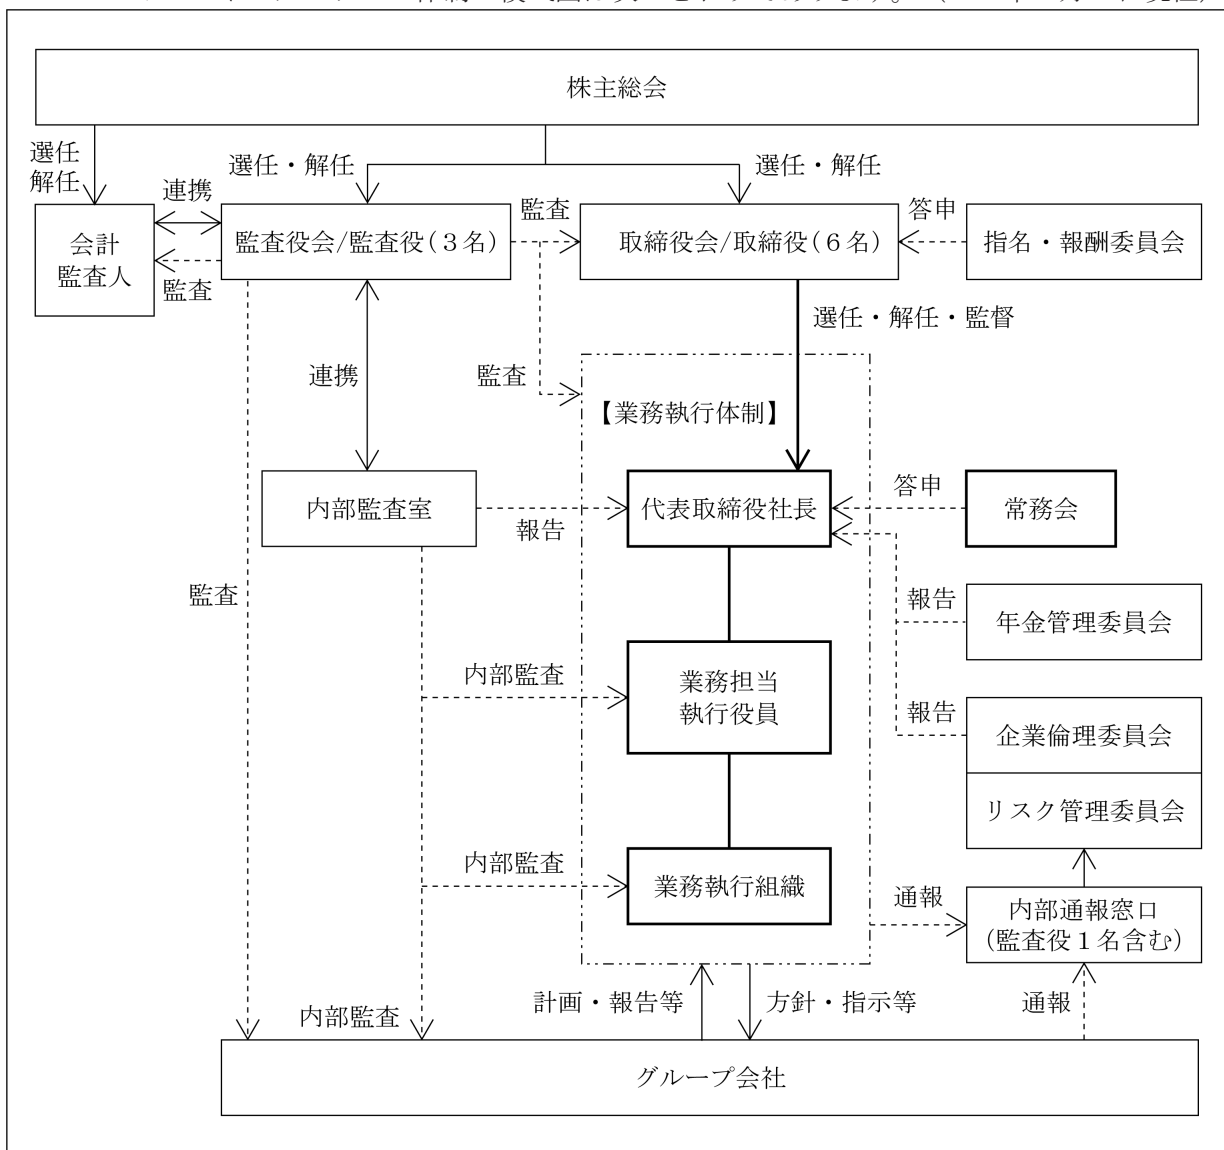 株主総会
選任
解任
選任・解任
選任・解任
連携
監査
答申
会計
監査人
監査役会/監査役(3名)
取締役会/取締役(6名)
指名・報酬委員会
監査
選任・解任・監督
連携
監査
【業務執行体制】
内部監査室
報告
代表取締役社長
答申
常務会
監査
報告
年金管理委員会
内部監査
業務担当
執行役員
報告
企業倫理委員会
リスク管理委員会
内部監査
業務執行組織
通報
内部通報窓口
(監査役1名含む)
内部監査
計画・報告等
方針・指示等
通報
グループ会社